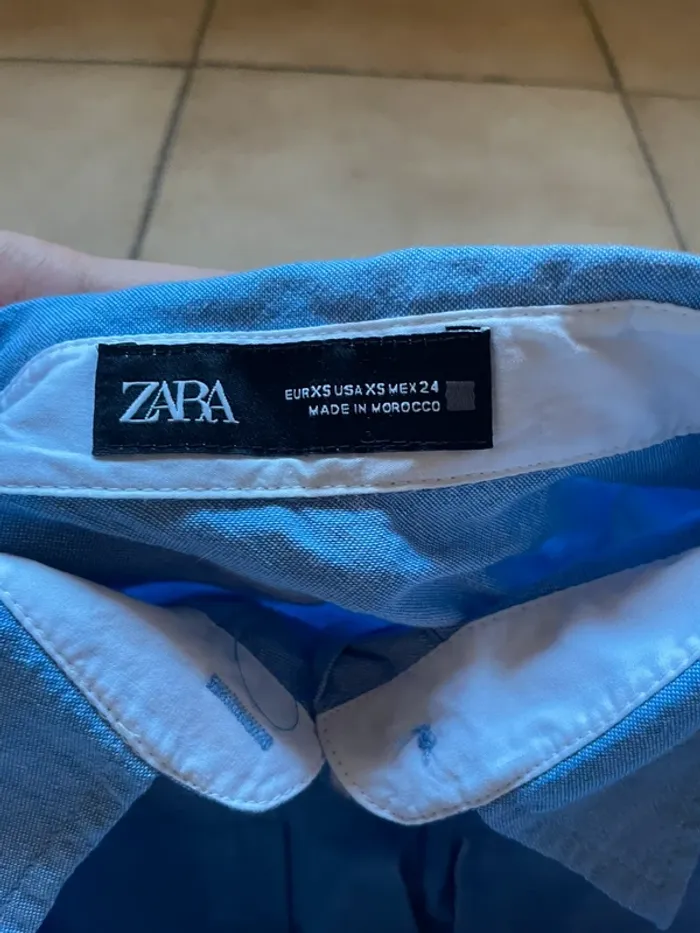 ZARA
EUR XS USA XS MEX 24
MADE IN MOROCCO